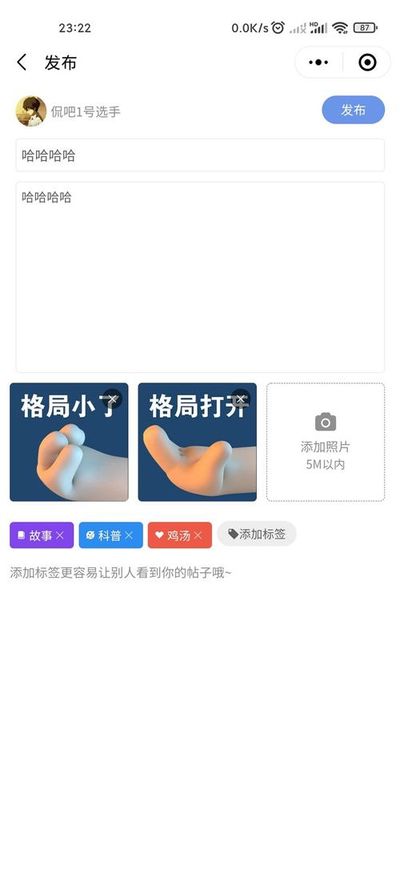 23:22
0.0K/s HD 87
发布
侃吧1号选手
发布
哈哈哈哈
哈哈哈哈
格局小了
格局打开
添加照片
5M以内
故事
科普
鸡汤
添加标签
添加标签更容易让别人看到你的帖子哦~